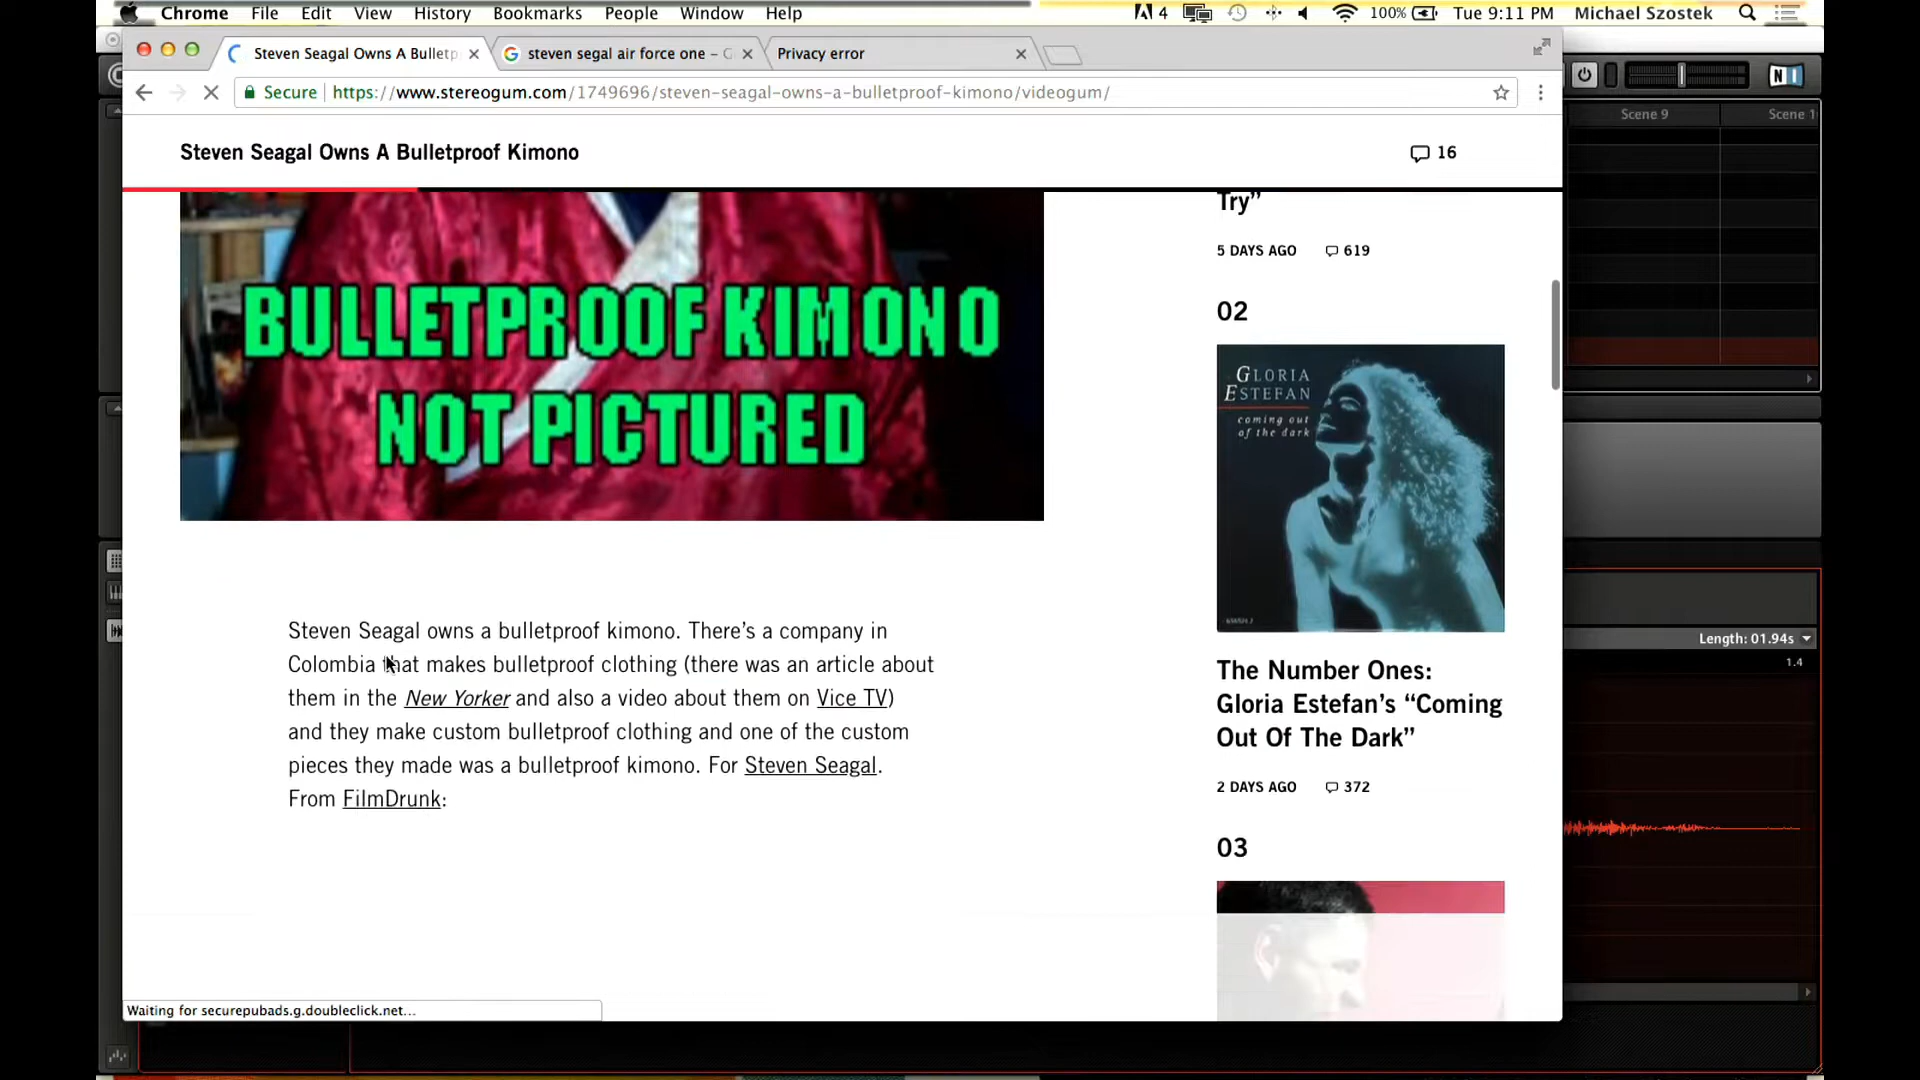 Chrome File Edit View History Bookmarks People Window Help
4 100% Tue 9:11 PM Michael Szostek
Steven Seagal Owns A Bulletp
steven segal air force one – G
Privacy error
Secure https://www.stereogum.com/1749696/steven-seagal-owns-a-bulletproof-kimono/videogum/
Steven Seagal Owns A Bulletproof Kimono
16
BULLETPROOF KIMONO
NOT PICTURED
Steven Seagal owns a bulletproof kimono. There's a company in
Colombia that makes bulletproof clothing (there was an article about
them in the New Yorker and also a video about them on Vice TV)
and they make custom bulletproof clothing and one of the custom
pieces they made was a bulletproof kimono. For Steven Seagal.
From FilmDrunk:
Try”
5 DAYS AGO 619
02
GLORIA
ESTEFAN
coming out
of the dark
The Number Ones:
Gloria Estefan’s “Coming
Out Of The Dark”
2 DAYS AGO 372
03
Waiting for securepubads.g.doubleclick.net...
NI
Scene 9
Scene 1
Length: 01.94s
1.4